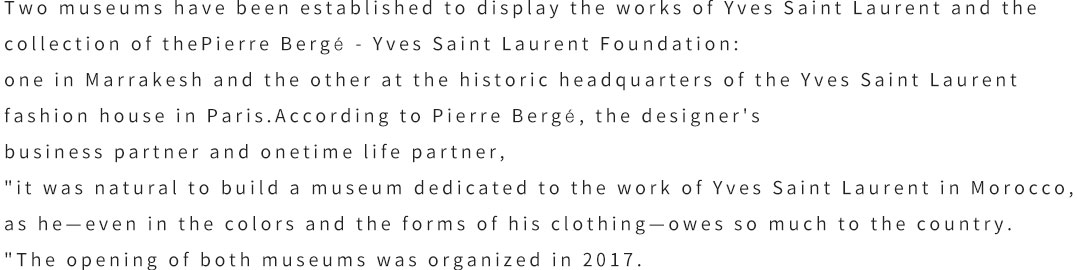 Two museums have been established to display the works of Yves Saint Laurent and the
collection of thePierre Bergé - Yves Saint Laurent Foundation:
one in Marrakesh and the other at the historic headquarters of the Yves Saint Laurent
fashion house in Paris.According to Pierre Bergé, the designer's
business partner and onetime life partner,
"it was natural to build a museum dedicated to the work of Yves Saint Laurent in Morocco,
as he—even in the colors and the forms of his clothing—owes so much to the country.
"The opening of both museums was organized in 2017.